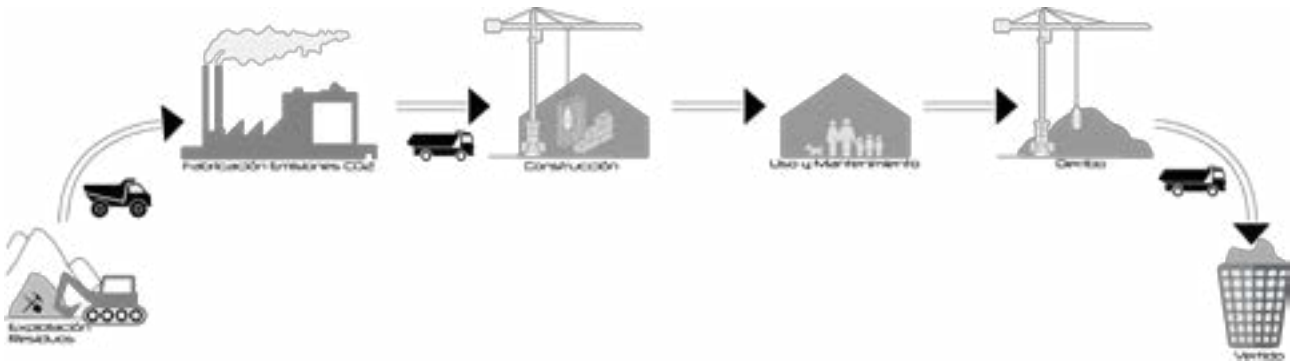 Explotación
Residuos
Fabricación Emisiones CO2
Construcción
Uso y Mantenimiento
Derribo
Vertido